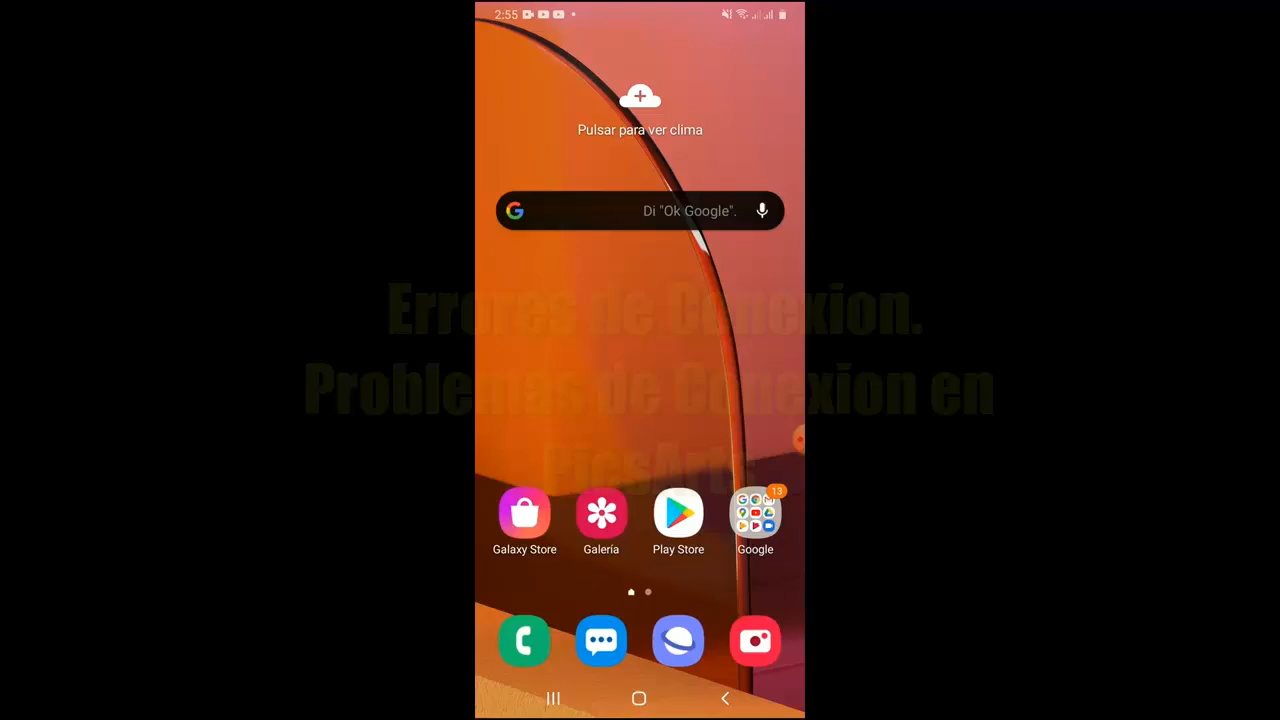 2:55
Pulsar para ver clima
Di "Ok Google".
Errores de Conexion.
Problemas de Conexion en
PicsArts
13
Galaxy Store
Galería
Play Store
Google